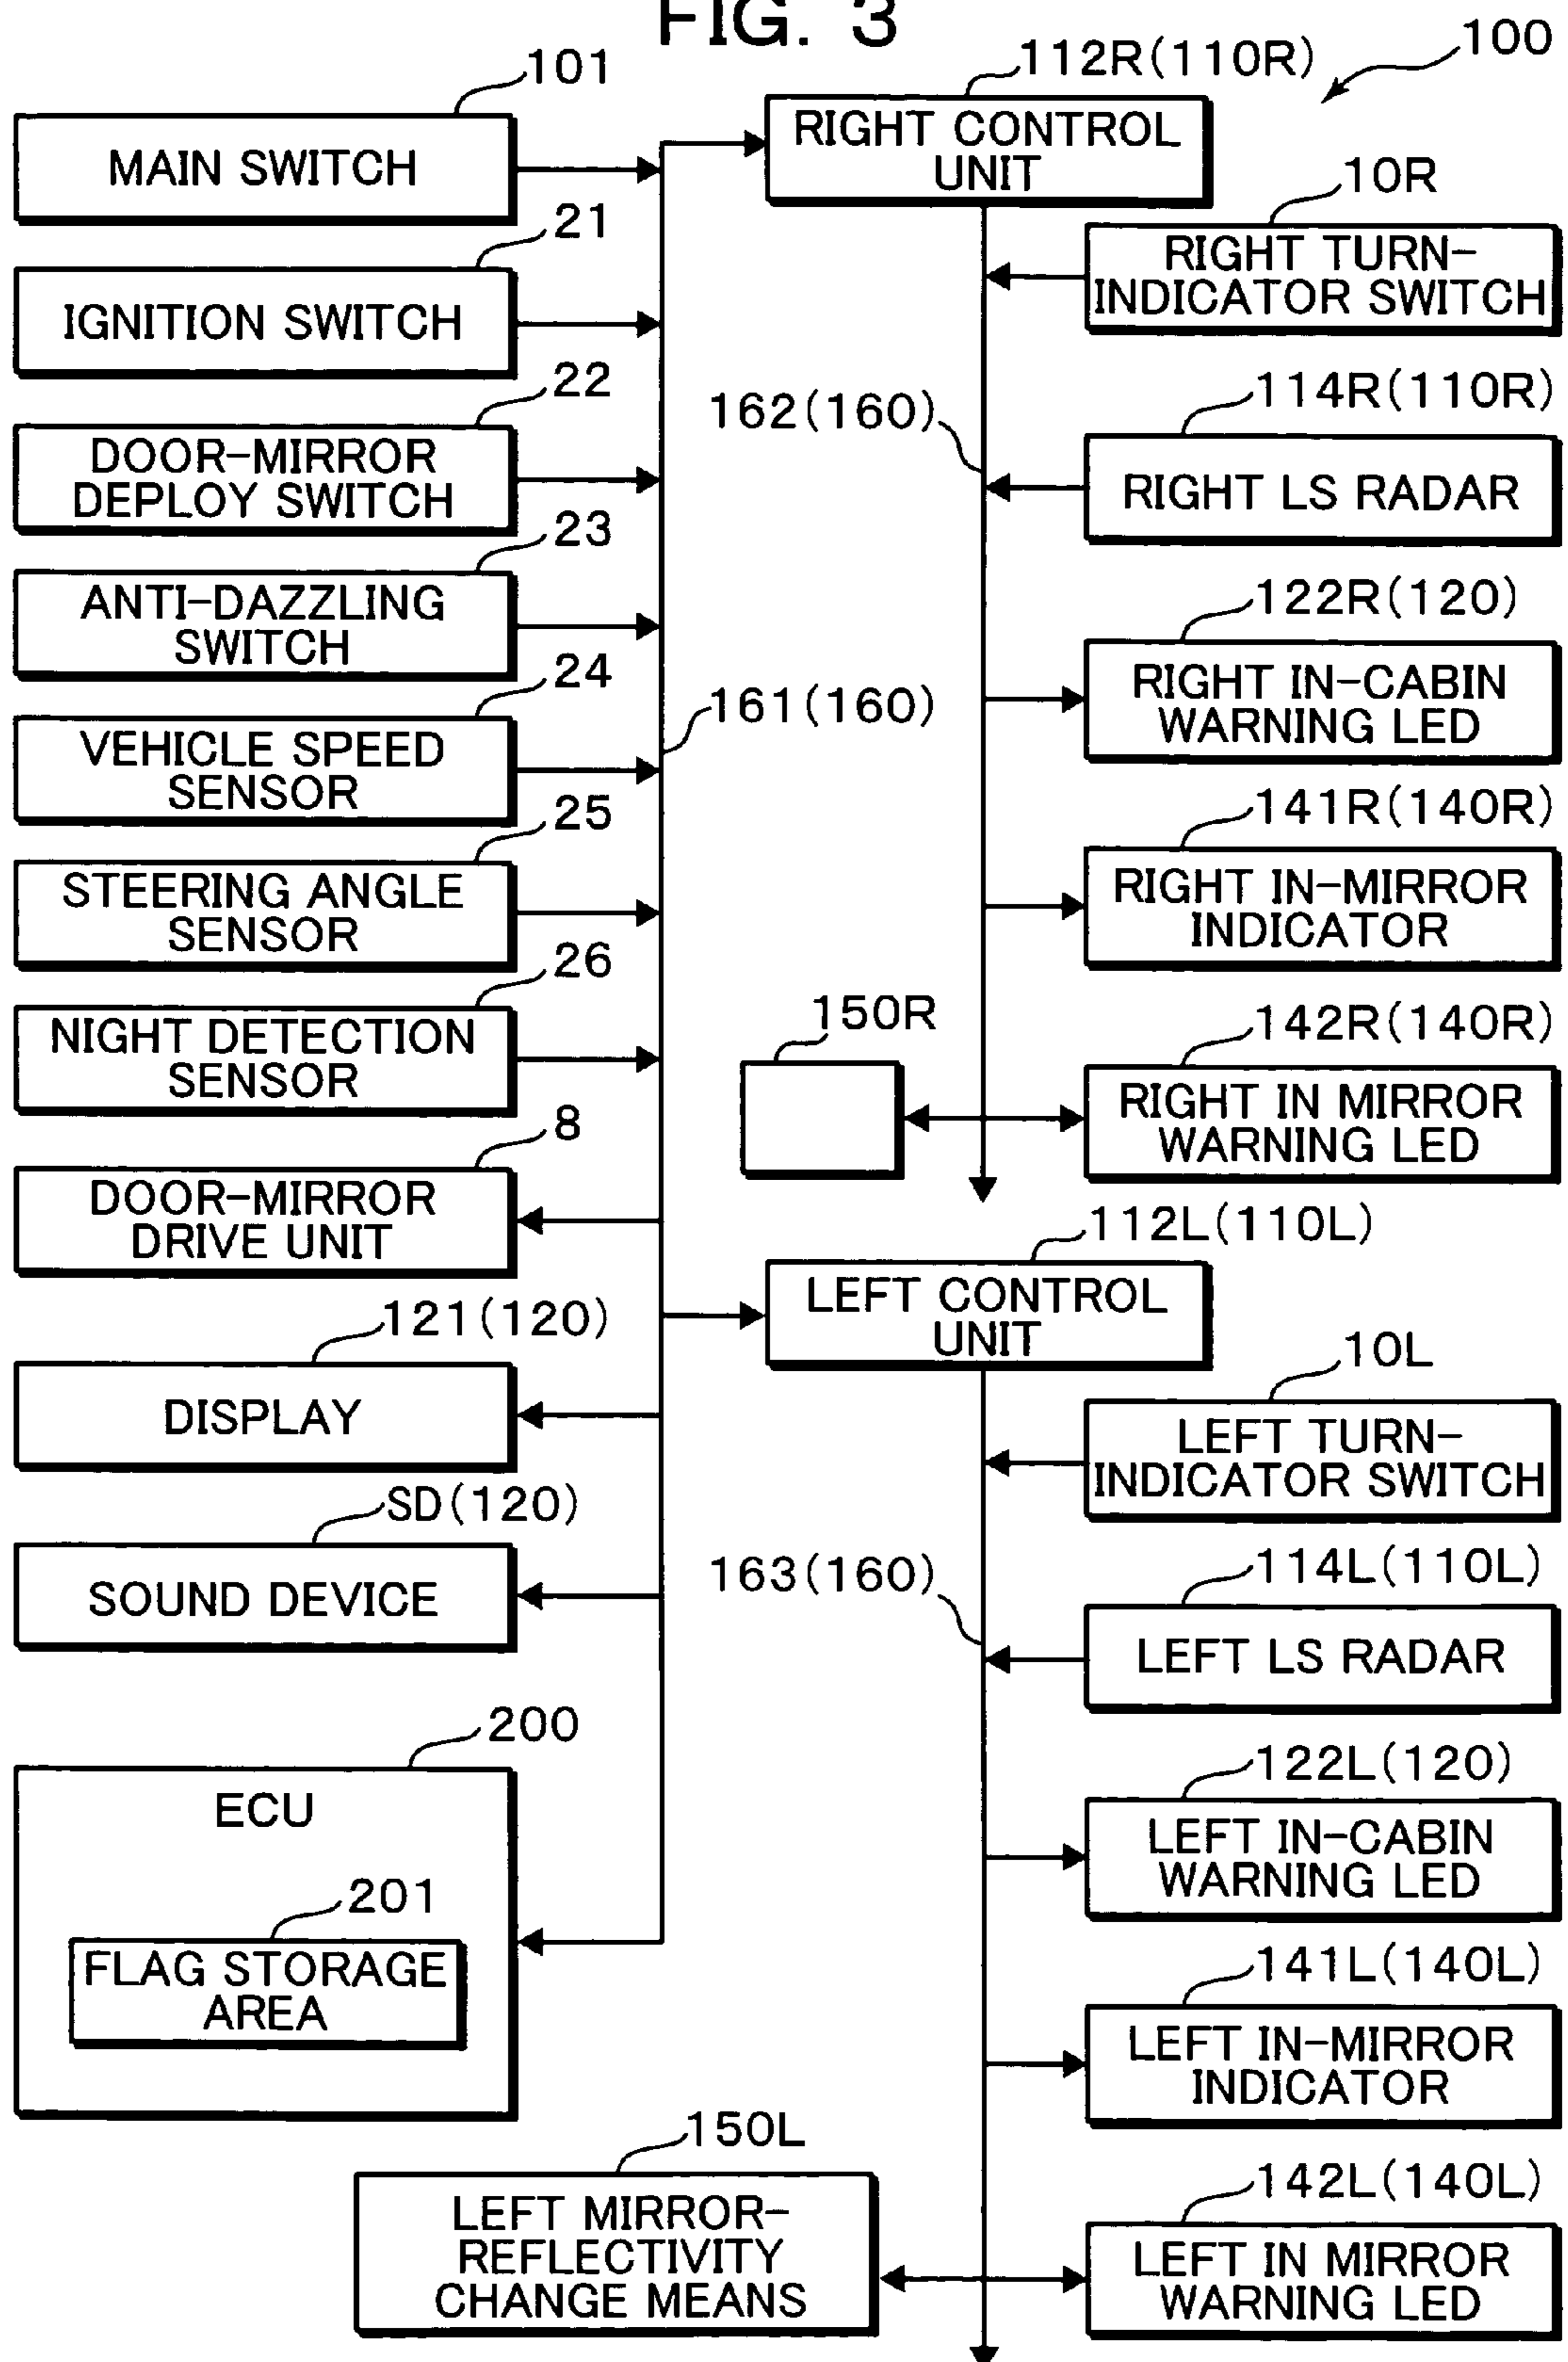 FIG. 3
100
101
MAIN SWITCH
21
IGNITION SWITCH
22
DOOR-MIRROR
DEPLOY SWITCH
23
ANTI-DAZZLING
SWITCH
24
VEHICLE SPEED
SENSOR
25
STEERING ANGLE
SENSOR
26
NIGHT DETECTION
SENSOR
8
DOOR-MIRROR
DRIVE UNIT
121(120)
DISPLAY
SD(120)
SOUND DEVICE
200
ECU
201
FLAG STORAGE
AREA
161(160)
112R(110R)
RIGHT CONTROL
UNIT
10R
RIGHT TURN-
INDICATOR SWITCH
162(160)
114R(110R)
RIGHT LS RADAR
122R(120)
RIGHT IN-CABIN
WARNING LED
141R(140R)
RIGHT IN-MIRROR
INDICATOR
150R
142R(140R)
RIGHT IN MIRROR
WARNING LED
112L(110L)
LEFT CONTROL
UNIT
10L
LEFT TURN-
INDICATOR SWITCH
163(160)
114L(110L)
LEFT LS RADAR
122L(120)
LEFT IN-CABIN
WARNING LED
141L(140L)
LEFT IN-MIRROR
INDICATOR
150L
LEFT MIRROR-
REFLECTIVITY
CHANGE MEANS
142L(140L)
LEFT IN MIRROR
WARNING LED